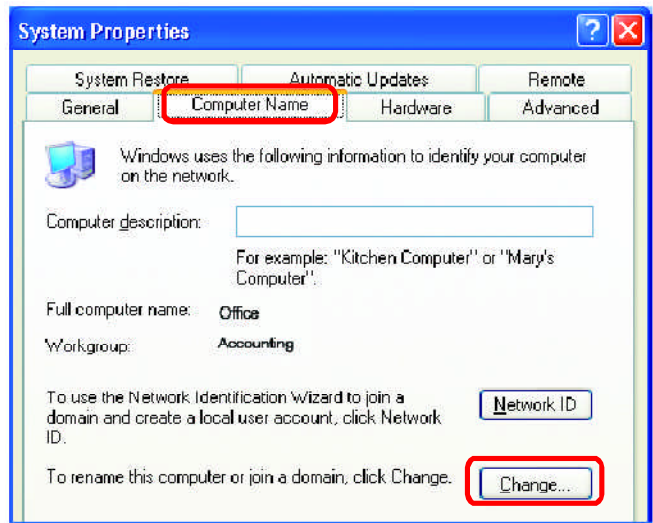 System Properties
System Restore Automatic Updates Remote
General Computer Name Hardware Advanced
Windows uses the following information to identify your computer
on the network.
Computer description:
For example: "Kitchen Computer" or "Mary's
Computer".
Full computer name: Office
Workgroup: Accounting
To use the Network Identification Wizard to join a
domain and create a local user account, click Network
ID.
Network ID
To rename this computer or join a domain, click Change.
Change...